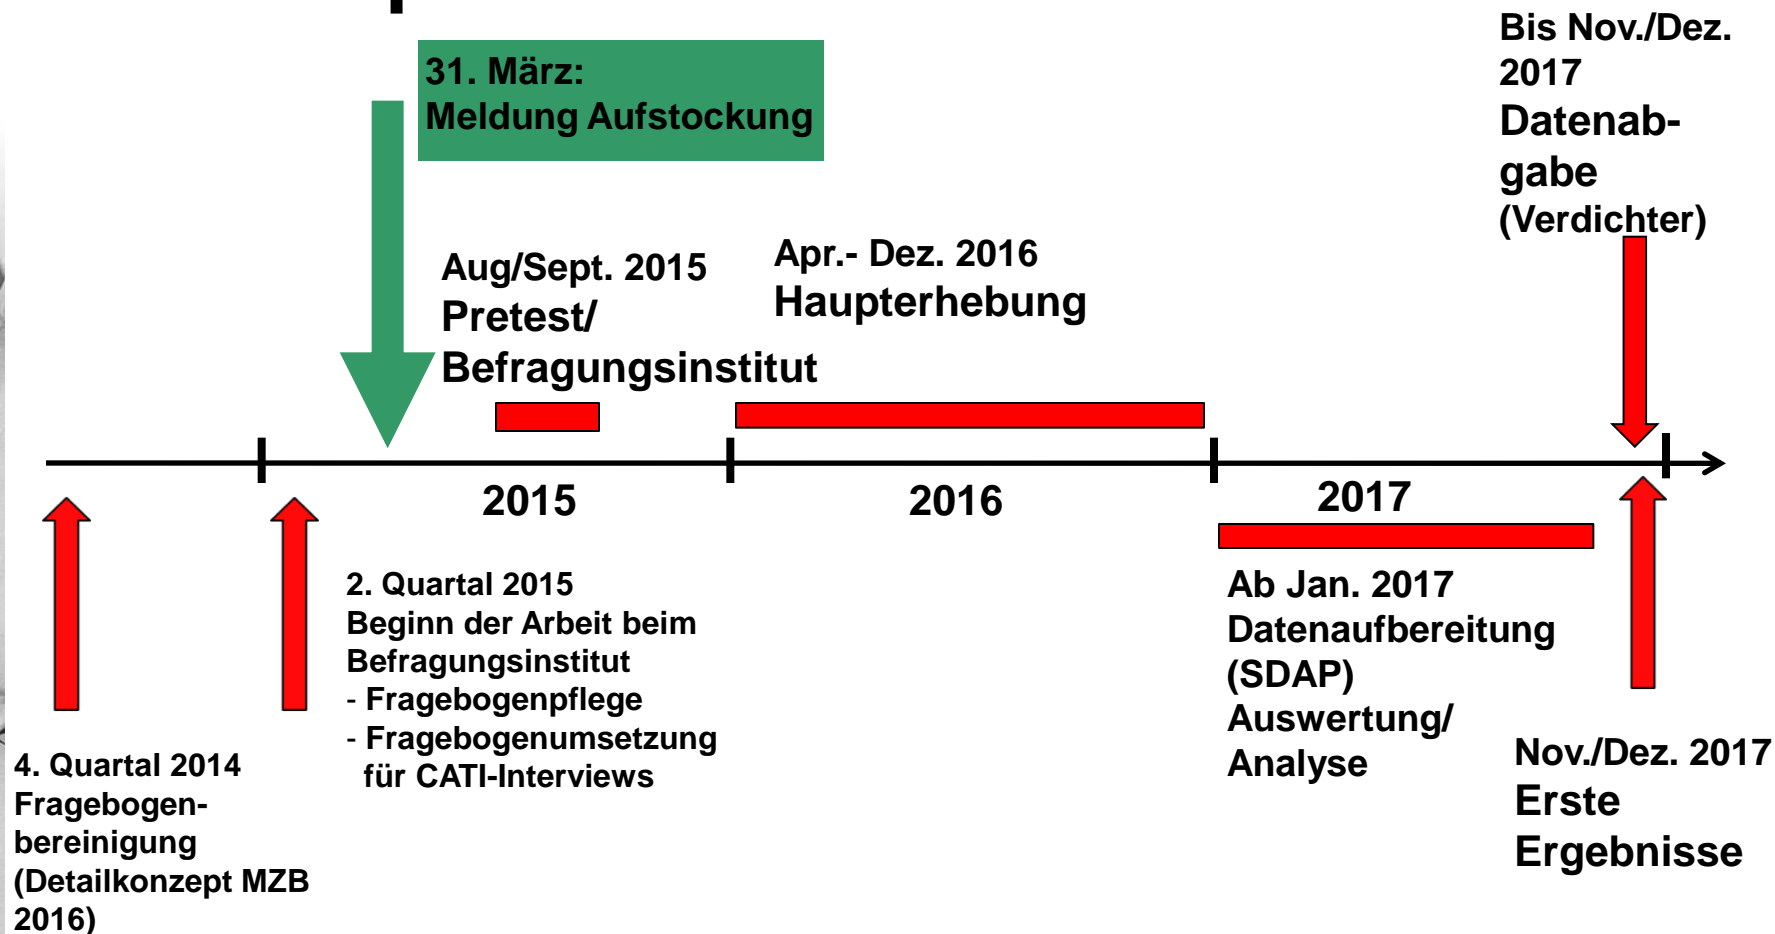 31. März:
Meldung Aufstockung
Bis Nov./Dez.
2017
Datenab-
gabe
(Verdichter)
Aug/Sept. 2015
Pretest/
Befragungsinstitut
Apr.- Dez. 2016
Haupterhebung
2015
2016
2017
4. Quartal 2014
Fragebogen-
bereinigung
(Detailkonzept MZB
2016)
2. Quartal 2015
Beginn der Arbeit beim
Befragungsinstitut
- Fragebogenpflege
- Fragebogenumsetzung
für CATI-Interviews
Ab Jan. 2017
Datenaufbereitung
(SDAP)
Auswertung/
Analyse
Nov./Dez. 2017
Erste
Ergebnisse